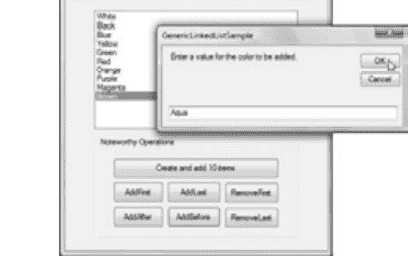 White
Black
Blue
Yellow
Green
Red
Orange
Purple
Magenta
Brown
GenericLinkedListSample
Enter a value for the color to be added.
OK
Cancel
Aqua
Noteworthy Operations
Create and add 10 items
AddFirst
AddLast
RemoveFirst
AddAfter
AddBefore
RemoveLast